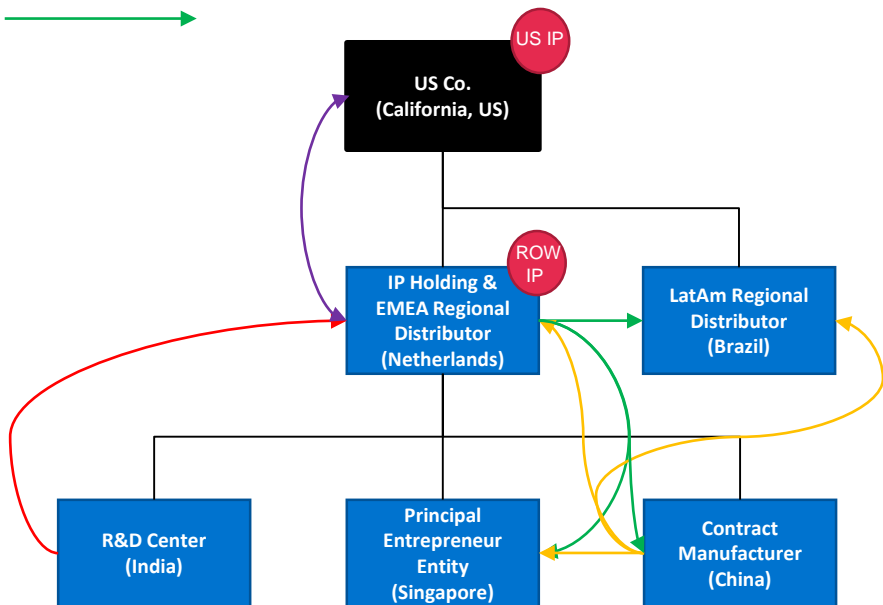 US IP
US Co.
(California, US)
ROW
IP
IP Holding &
EMEA Regional
Distributor
(Netherlands)
LatAm Regional
Distributor
(Brazil)
R&D Center
(India)
Principal
Entrepreneur
Entity
(Singapore)
Contract
Manufacturer
(China)